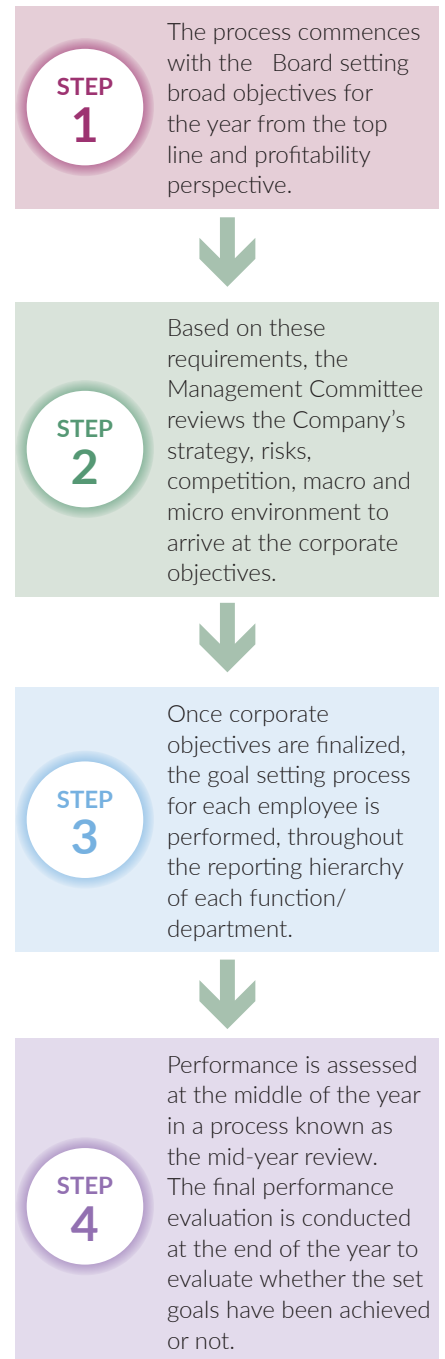 STEP
1
The process commences
with the Board setting
broad objectives for
the year from the top
line and profitability
perspective.
STEP
2
Based on these
requirements, the
Management Committee
reviews the Company’s
strategy, risks,
competition, macro and
micro environment to
arrive at the corporate
objectives.
STEP
3
Once corporate
objectives are finalized,
the goal setting process
for each employee is
performed, throughout
the reporting hierarchy
of each function/
department.
STEP
4
Performance is assessed
at the middle of the year
in a process known as
the mid-year review.
The final performance
evaluation is conducted
at the end of the year to
evaluate whether the set
goals have been achieved
or not.